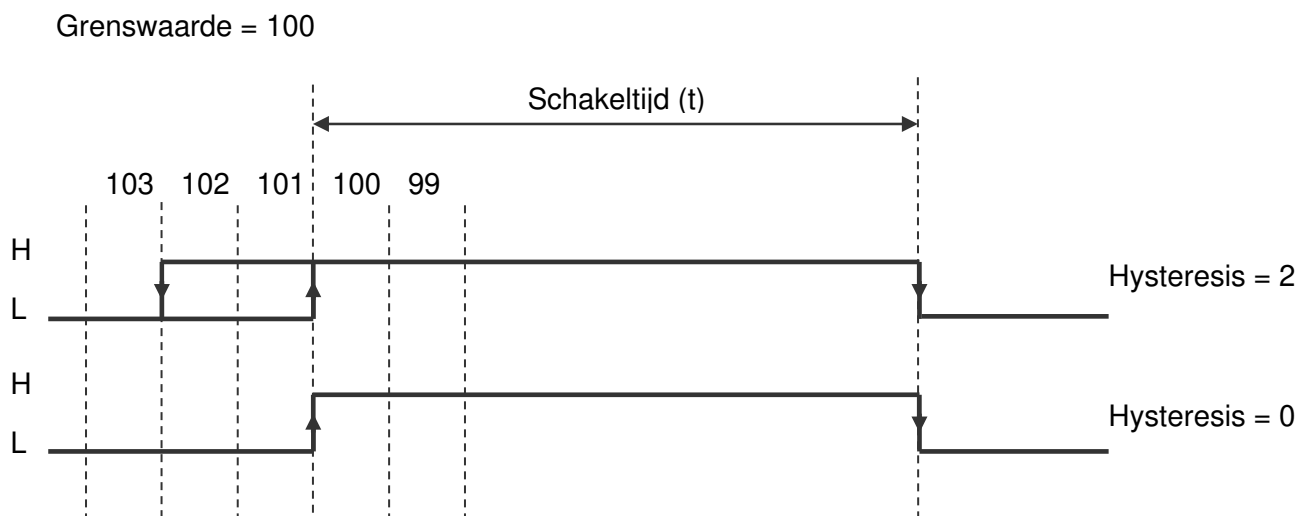 Grenswaarde = 100
Schakeltijd (t)
103 102 101 100 99
H
Hysteresis = 2
L
H
Hysteresis = 0
L